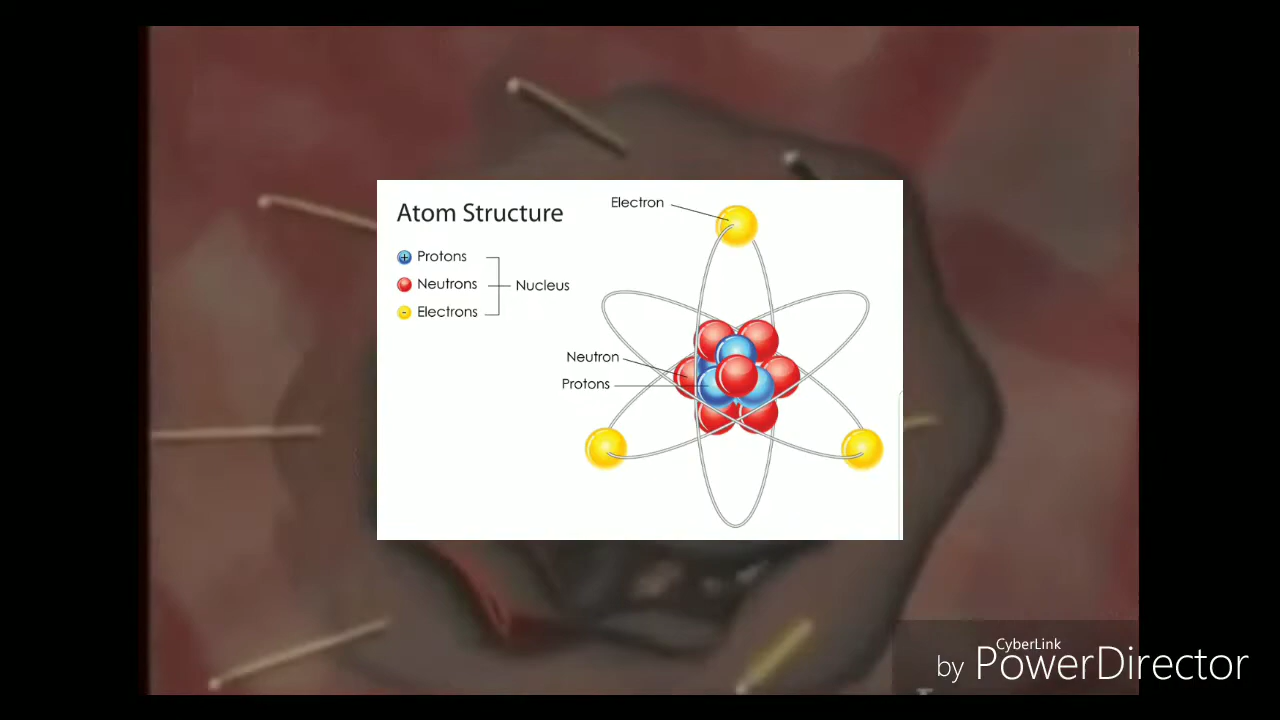 Atom Structure
Electron
+ Protons
Neutrons
- Electrons
Nucleus
Neutron
Protons
CyberLink
by PowerDirector